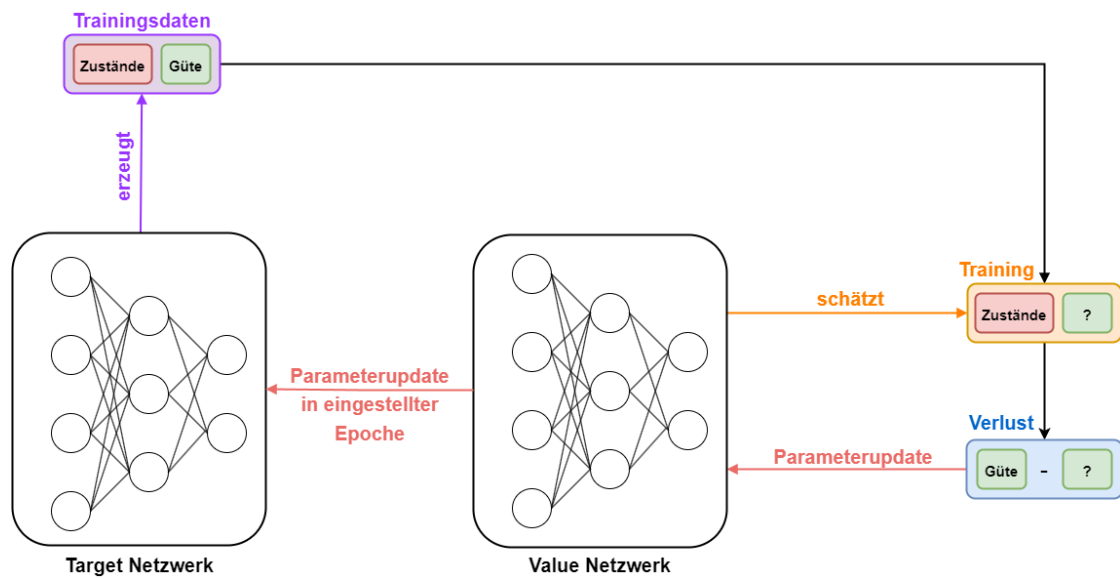 Trainingsdaten
Zustände Güte
erzeugt
Training
schätzt
Zustände ?
Parameterupdate
in eingestellter
Epoche
Verlust
Parameterupdate
Güte - ?
Target Netzwerk
Value Netzwerk